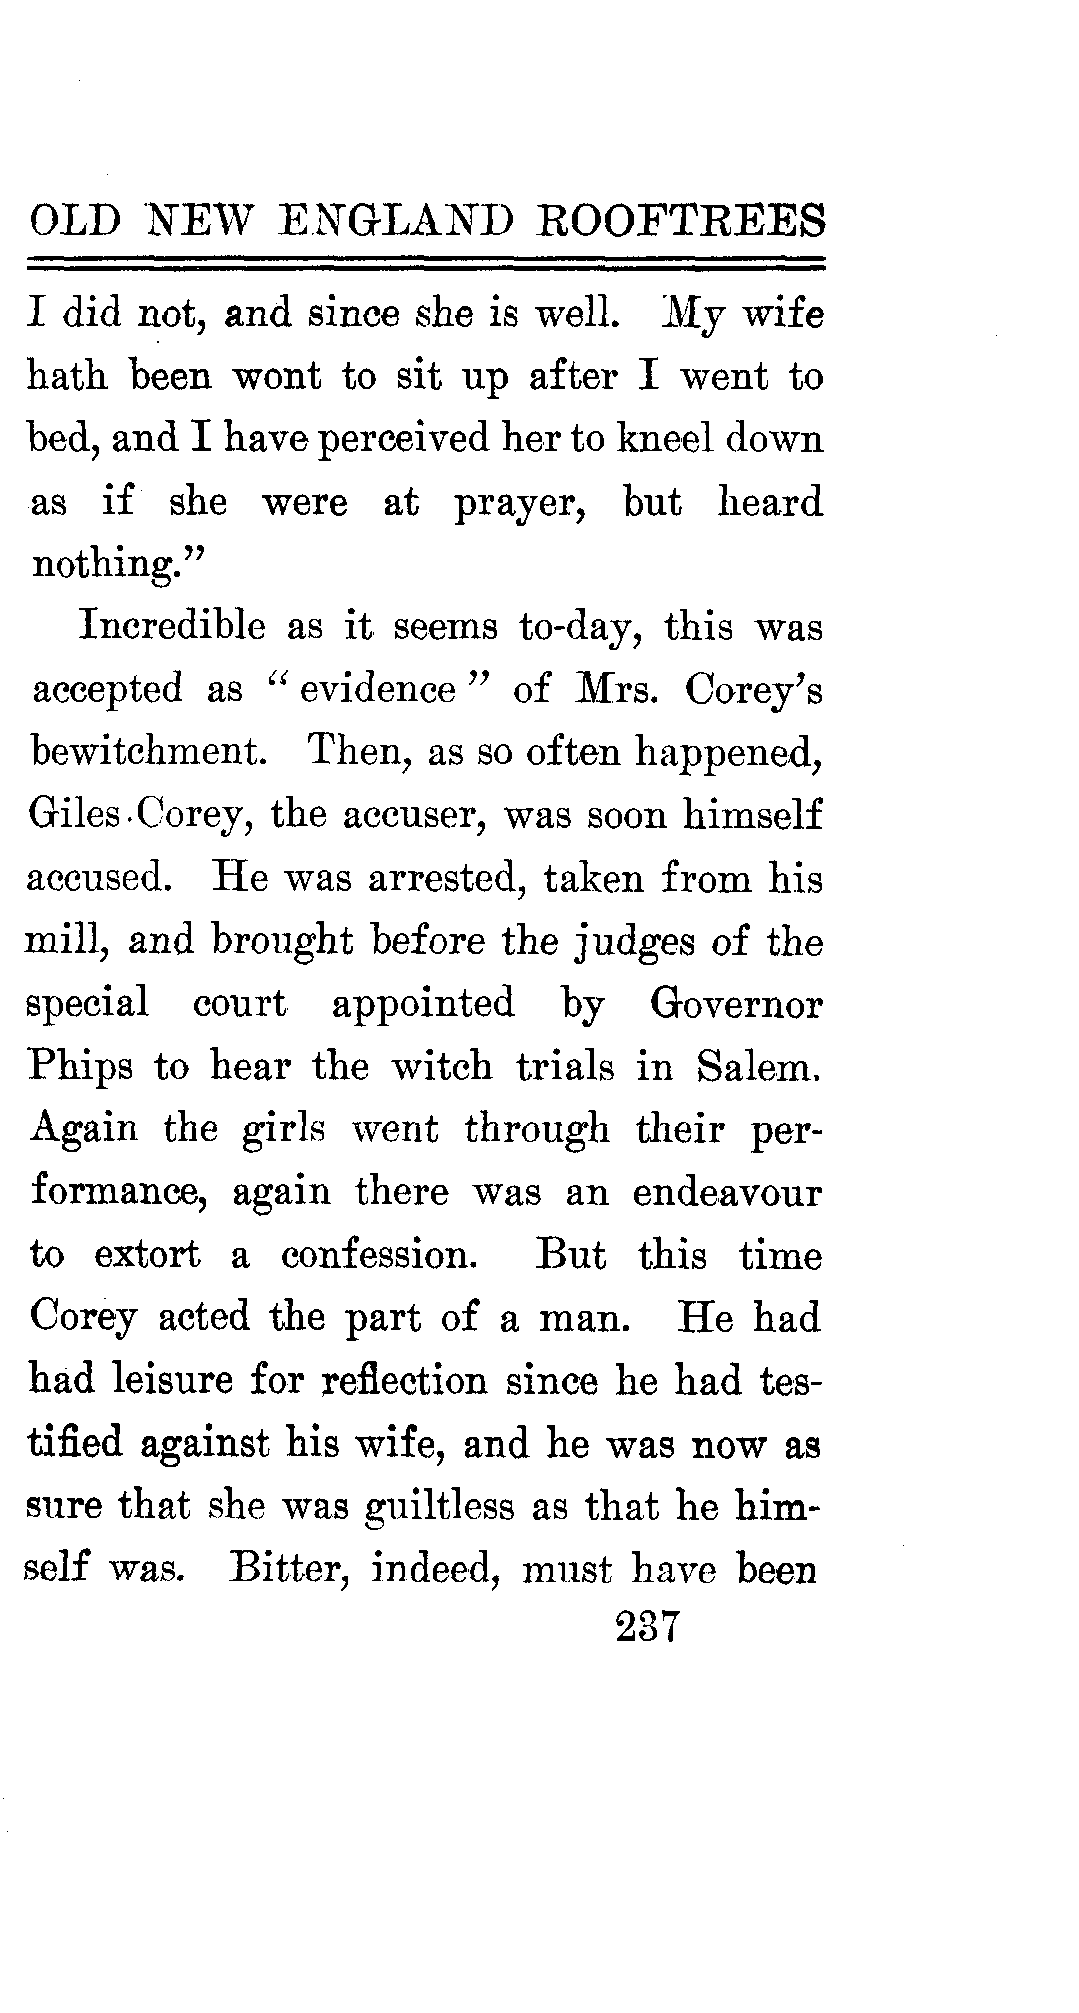 OLD NEW ENGLAND ROOFTREES
I did not, and since she is well. My wife
hath been wont to sit up after I went to
bed, and I have perceived her to kneel down
as if she were at prayer, but heard
nothing.”
Incredible as it seems to-day, this was
accepted as “ evidence ” of Mrs. Corey’s
bewitchment. Then, as so often happened,
Giles Corey, the accuser, was soon himself
accused. He was arrested, taken from his
mill, and brought before the judges of the
special court appointed by Governor
Phips to hear the witch trials in Salem.
Again the girls went through their per-
formance, again there was an endeavour
to extort a confession. But this time
Corey acted the part of a man. He had
had leisure for reflection since he had tes-
tified against his wife, and he was now as
sure that she was guiltless as that he him-
self was. Bitter, indeed, must have been
237